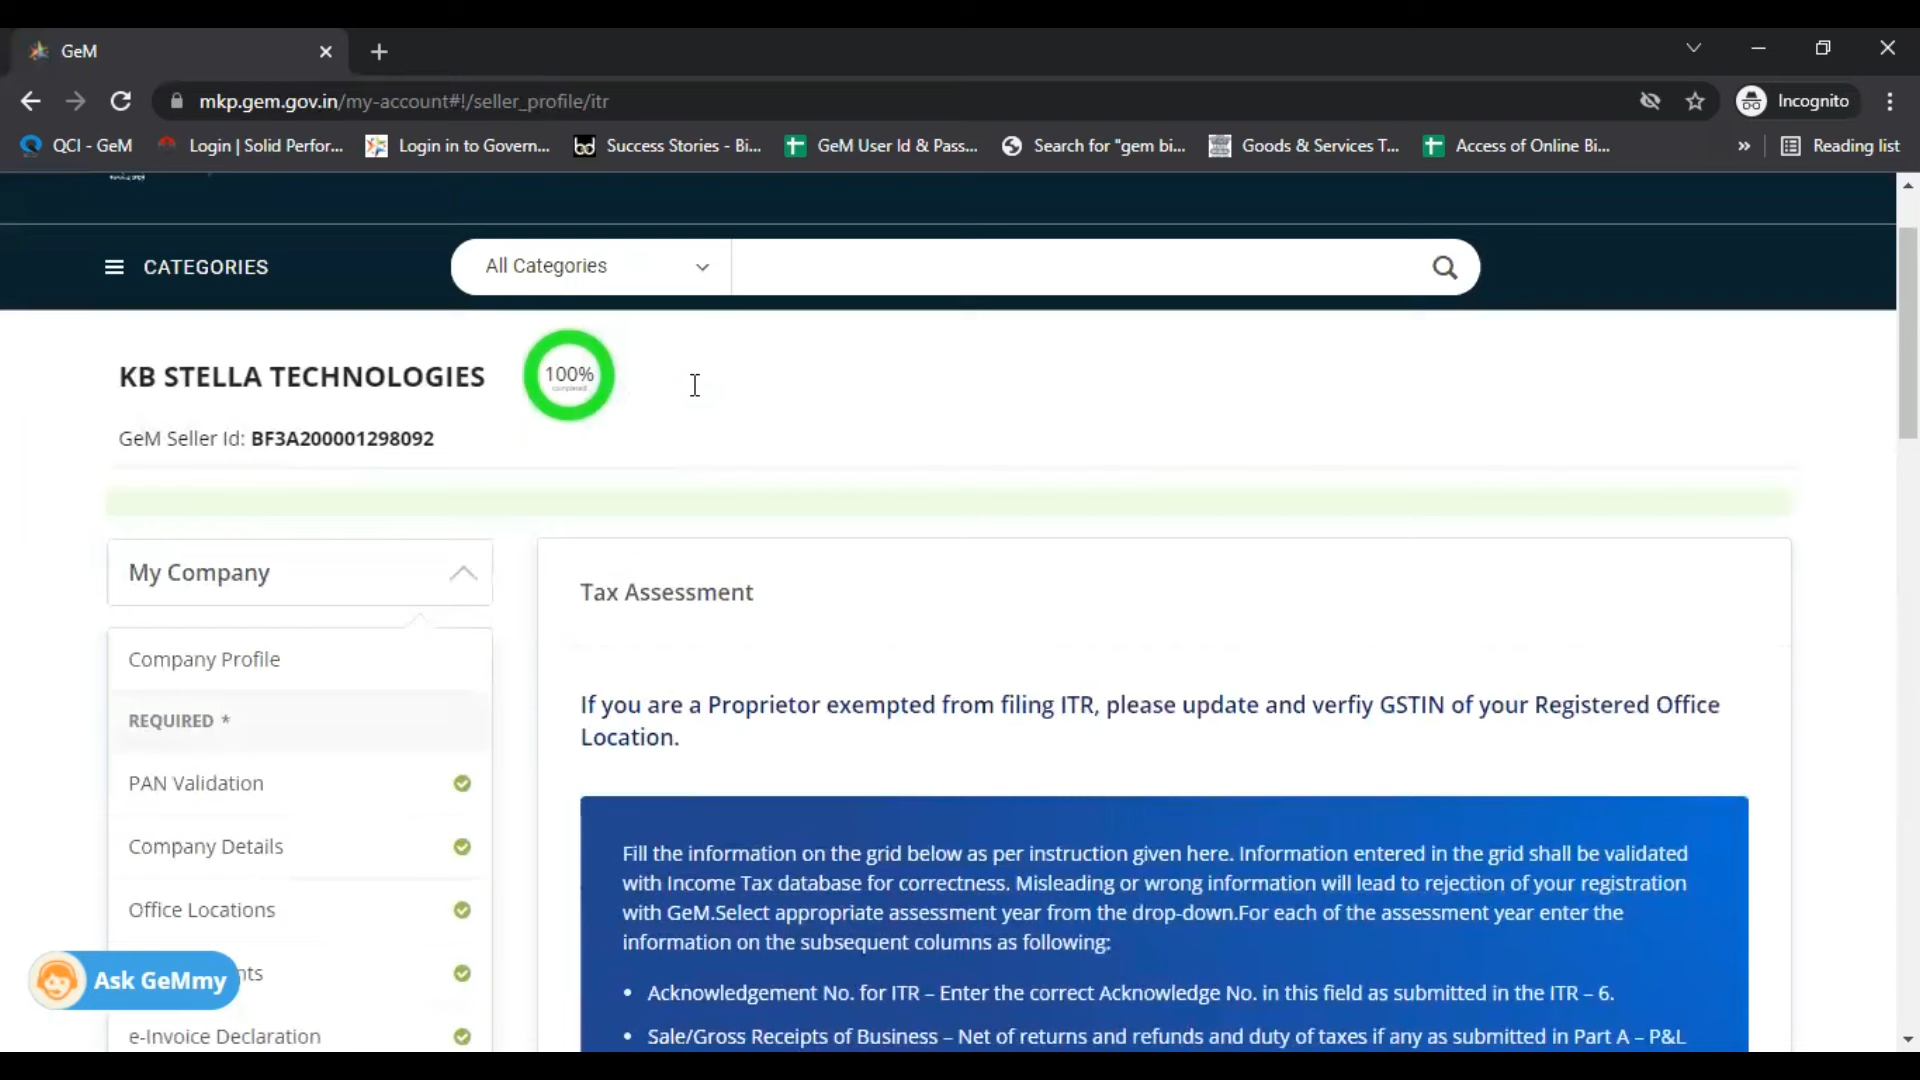 GeM
mkp.gem.gov.in/my-account#!/seller_profile/itr
Incognito
QCI - GeM
Login | Solid Perfor...
Login in to Govern...
Success Stories - Bi...
GeM User Id & Pass...
Search for "gem bi...
Goods & Services T...
Access of Online Bi...
»
Reading list
CATEGORIES
All Categories
KB STELLA TECHNOLOGIES
100%
completed
GeM Seller Id: BF3A200001298092
My Company
Company Profile
REQUIRED *
PAN Validation
Company Details
Office Locations
nts
e-Invoice Declaration
Ask GeMmy
Tax Assessment
If you are a Proprietor exempted from filing ITR, please update and verfiy GSTIN of your Registered Office
Location.
Fill the information on the grid below as per instruction given here. Information entered in the grid shall be validated
with Income Tax database for correctness. Misleading or wrong information will lead to rejection of your registration
with GeM.Select appropriate assessment year from the drop-down.For each of the assessment year enter the
information on the subsequent columns as following:
• Acknowledgement No. for ITR – Enter the correct Acknowledge No. in this field as submitted in the ITR – 6.
• Sale/Gross Receipts of Business – Net of returns and refunds and duty of taxes if any as submitted in Part A – P&L